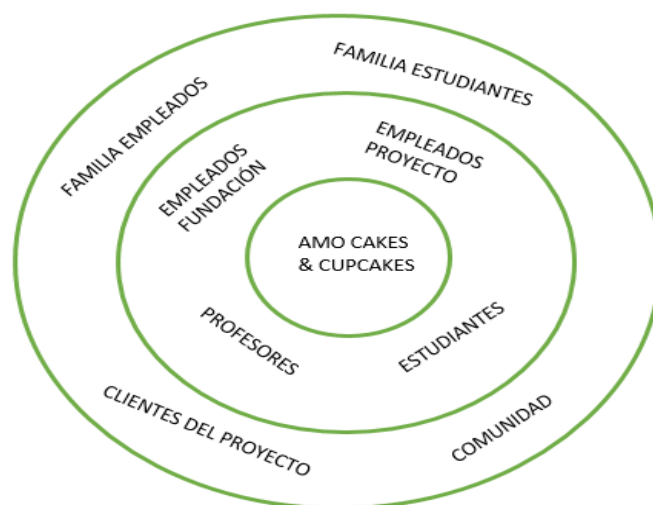 FAMILIA ESTUDIANTES
FAMILIA EMPLEADOS
EMPLEADOS
PROYECTO
EMPLEADOS
FUNDACIÓN
AMO CAKES
& CUPCAKES
PROFESORES
ESTUDIANTES
CLIENTES DEL PROYECTO
COMUNIDAD